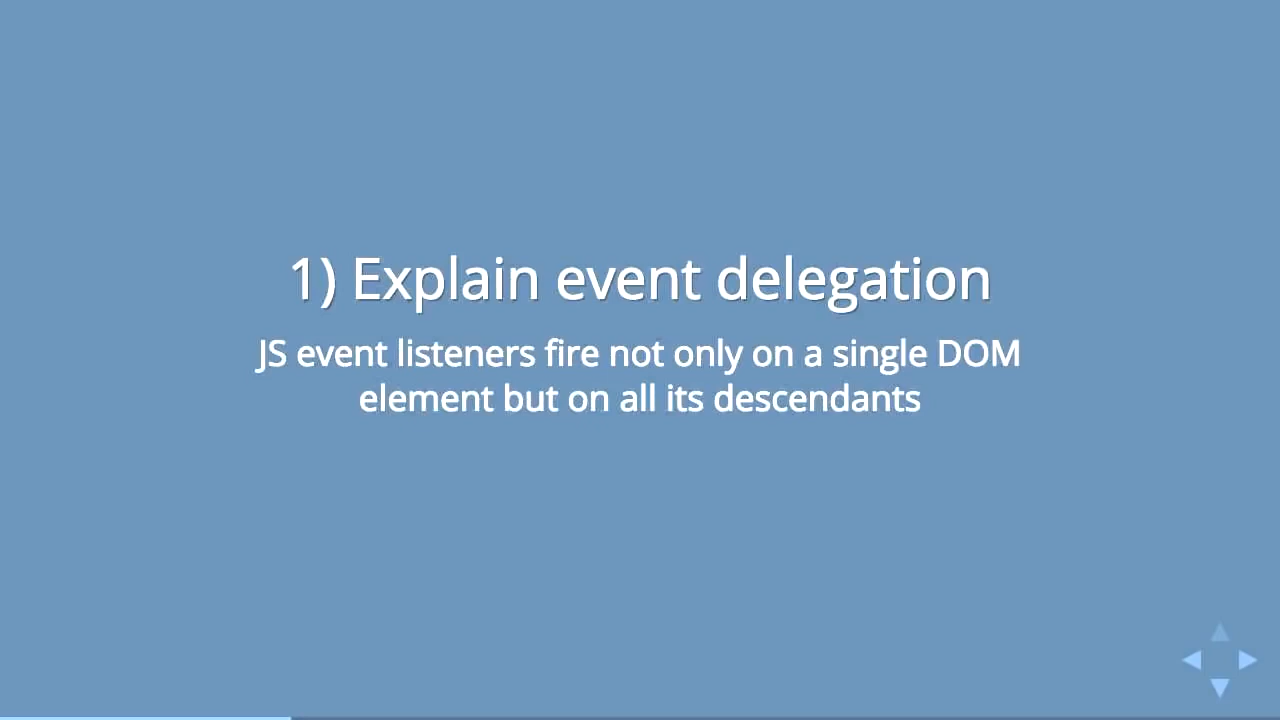 1) Explain event delegation
JS event listeners fire not only on a single DOM
element but on all its descendants